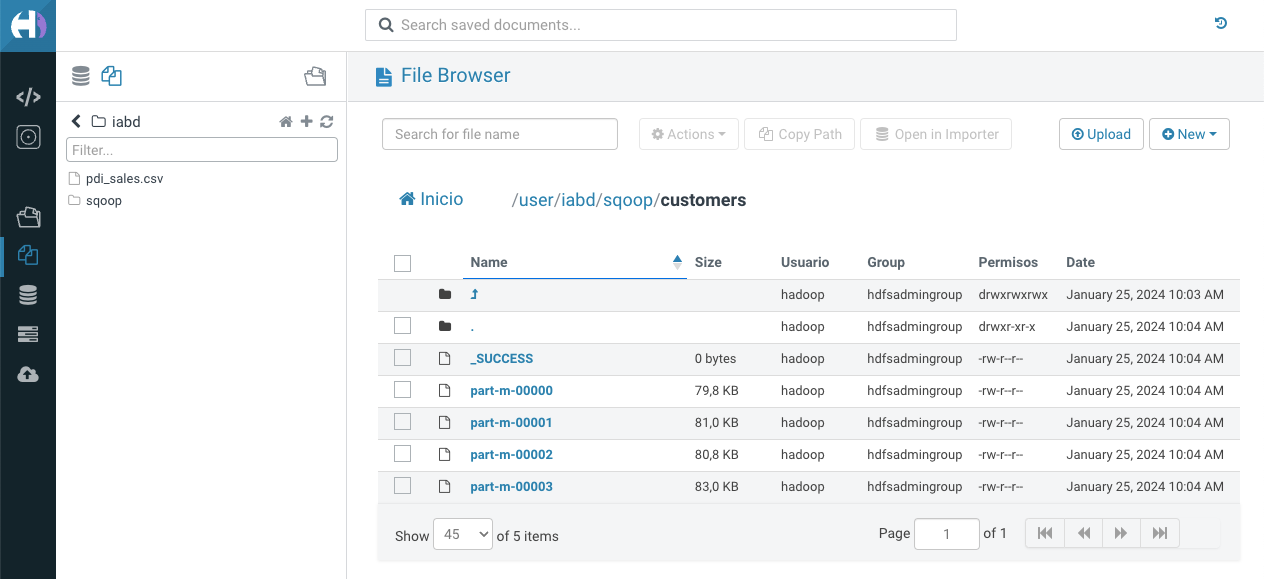 Search saved documents...
File Browser
iabd
Filter...
pdi_sales.csv
sqoop
Search for file name
Actions
Copy Path
Open in Importer
Upload
New
Inicio
/user/iabd/sqoop/customers
Name Size Usuario Group Permisos Date
hadoop hdfsadmingroup drwxrwxrwx January 25, 2024 10:03 AM
. hadoop hdfsadmingroup drwxr-xr-x January 25, 2024 10:04 AM
_SUCCESS 0 bytes hadoop hdfsadmingroup -rw-r--r-- January 25, 2024 10:04 AM
part-m-00000 79,8 KB hadoop hdfsadmingroup -rw-r--r-- January 25, 2024 10:04 AM
part-m-00001 81,0 KB hadoop hdfsadmingroup -rw-r--r-- January 25, 2024 10:04 AM
part-m-00002 80,8 KB hadoop hdfsadmingroup -rw-r--r-- January 25, 2024 10:04 AM
part-m-00003 83,0 KB hadoop hdfsadmingroup -rw-r--r-- January 25, 2024 10:04 AM
Show 45 of 5 items
Page 1 of 1